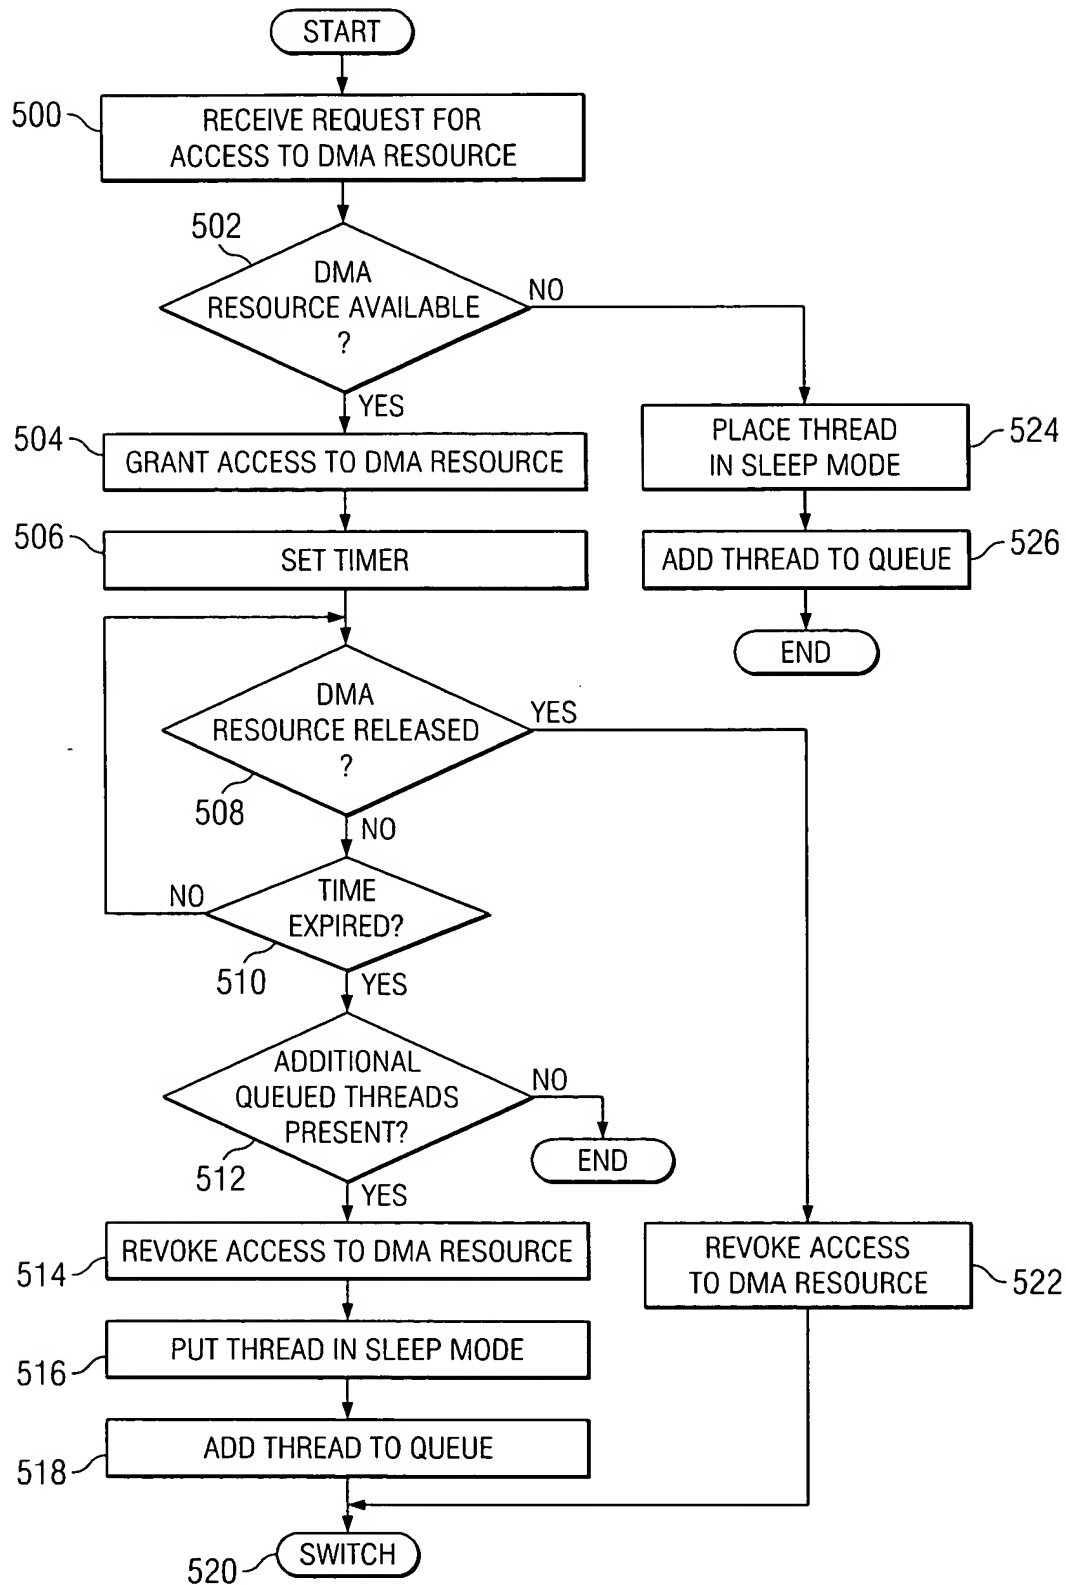 START
500
RECEIVE REQUEST FOR
ACCESS TO DMA RESOURCE
502
DMA
RESOURCE AVAILABLE
?
NO
YES
504
GRANT ACCESS TO DMA RESOURCE
PLACE THREAD
IN SLEEP MODE
524
506
SET TIMER
ADD THREAD TO QUEUE
526
END
DMA
RESOURCE RELEASED
?
YES
508
NO
TIME
EXPIRED?
NO
510
YES
ADDITIONAL
QUEUED THREADS
PRESENT?
NO
END
512
YES
514
REVOKE ACCESS TO DMA RESOURCE
REVOKE ACCESS
TO DMA RESOURCE
522
516
PUT THREAD IN SLEEP MODE
518
ADD THREAD TO QUEUE
520
SWITCH